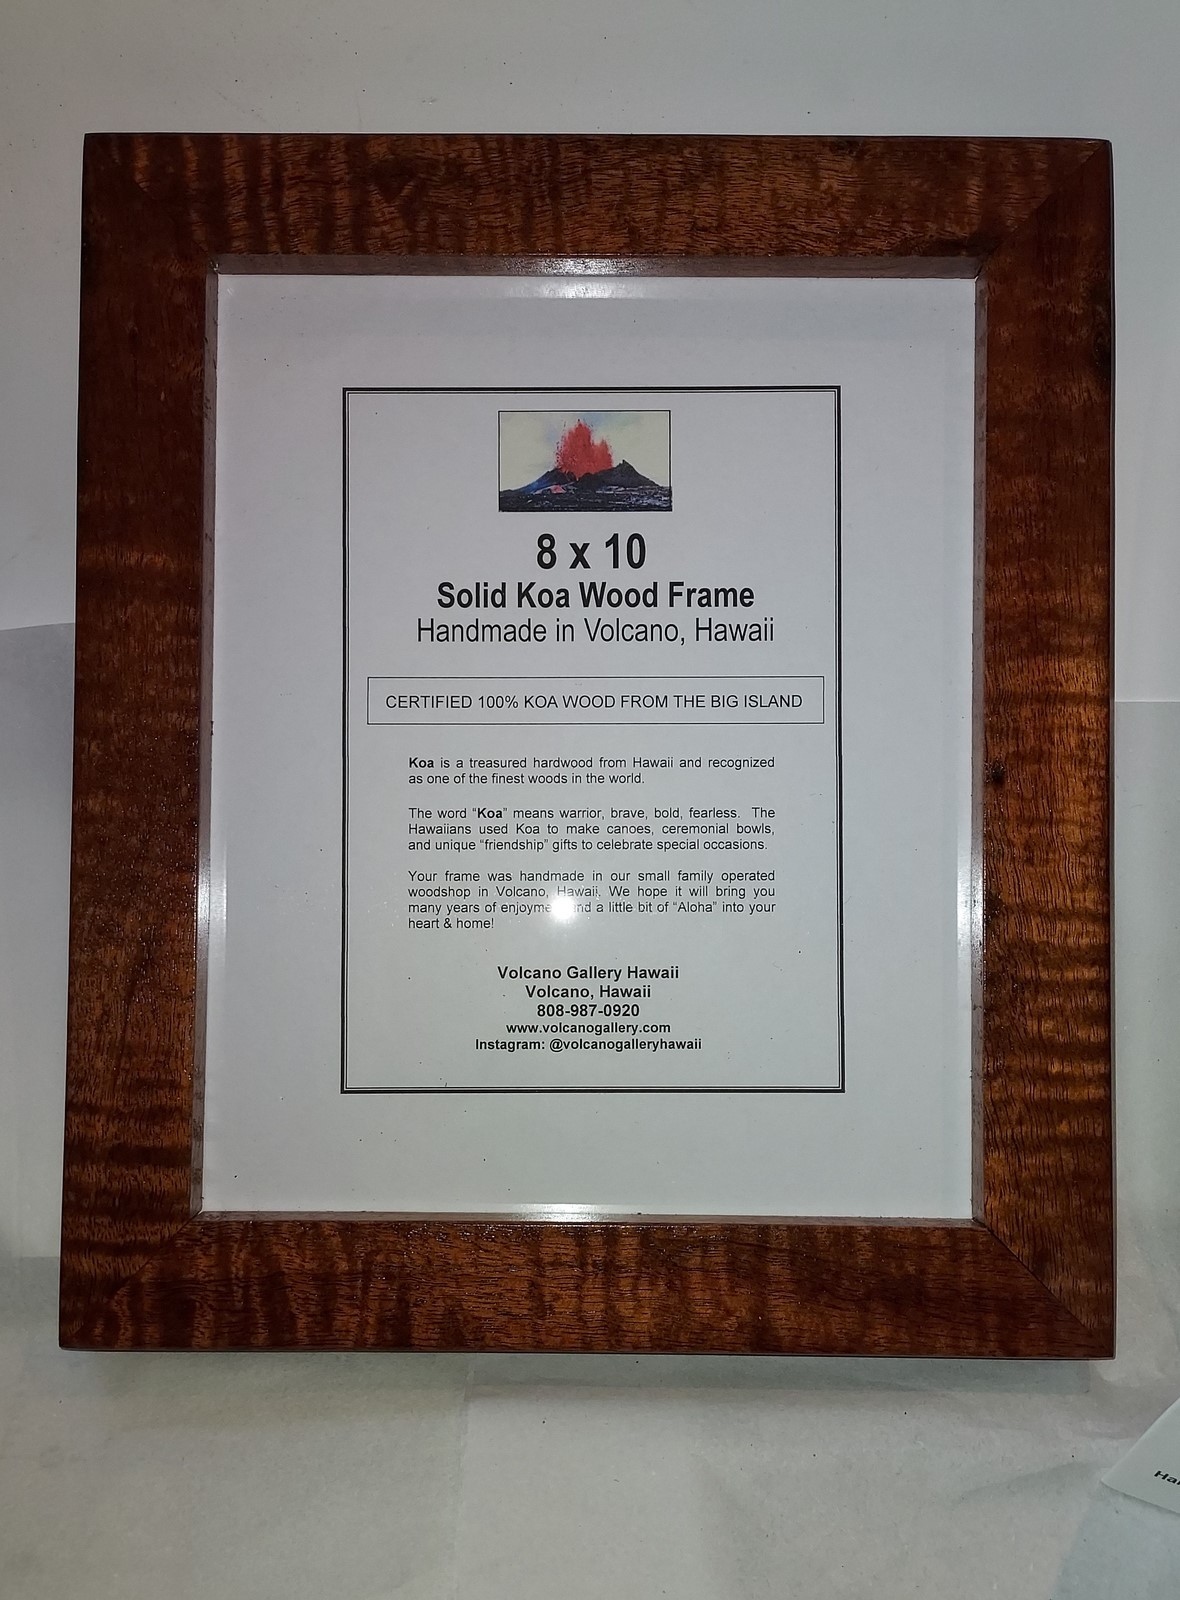 8 x 10
Solid Koa Wood Frame
Handmade in Volcano, Hawaii
CERTIFIED 100% KOA WOOD FROM THE BIG ISLAND
Koa is a treasured hardwood from Hawaii and recognized
as one of the finest woods in the world.
The word “Koa” means warrior, brave, bold, fearless. The
Hawaiians used Koa to make canoes, ceremonial bowls,
and unique “friendship” gifts to celebrate special occasions.
Your frame was handmade in our small family operated
woodshop in Volcano, Hawaii. We hope it will bring you
many years of and a little bit of “Aloha” into your
heart & home!
Volcano Gallery Hawaii
Volcano, Hawaii
808-987-0920
www.volcanogallery.com
Instagram: @volcanogalleryhawaii